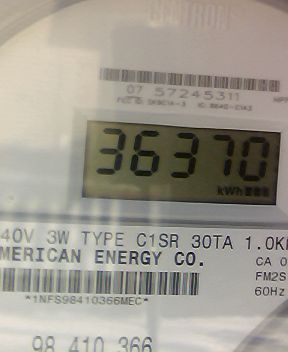 CENTRON
07 57245311
36370
kWh
40V 3W TYPE C1SR 30TA 1.0K
MERICAN ENERGY CO.
CA 0
FM2S
60Hz
*1NFS98410366MEC*
98 410 366